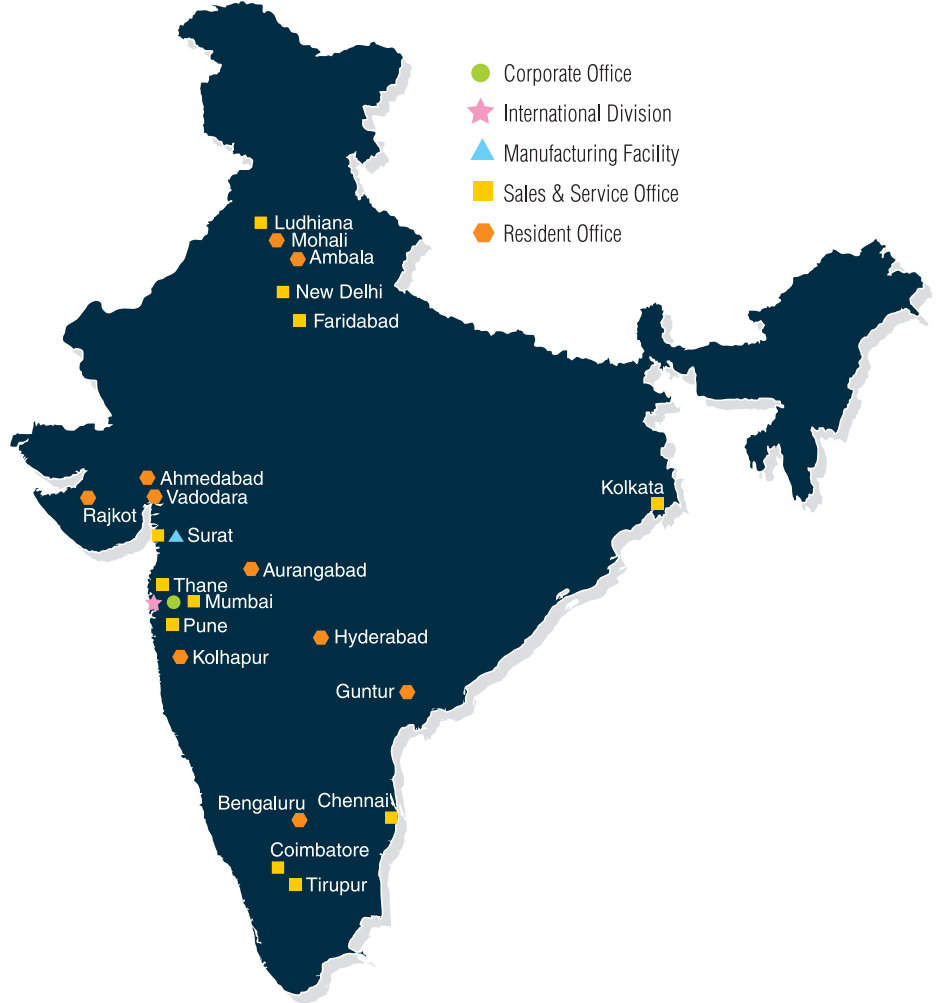 Corporate Office
International Division
Manufacturing Facility
Sales & Service Office
Resident Office
Ludhiana
Mohali
Ambala
New Delhi
Faridabad
Ahmedabad
Vadodara
Rajkot
Surat
Kolkata
Aurangabad
Thane
Mumbai
Pune
Hyderabad
Kolhapur
Guntur
Bengaluru
Chennai
Coimbatore
Tirupur